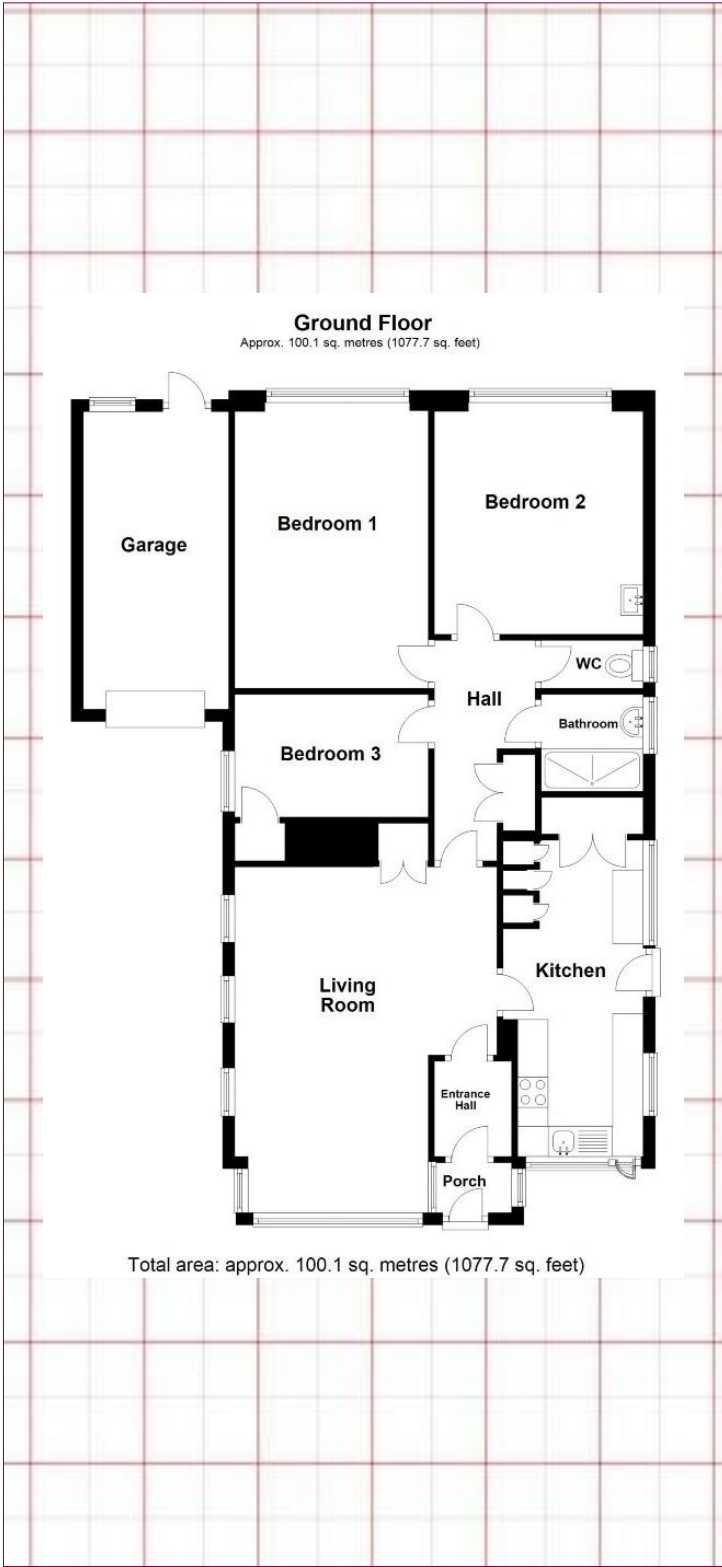 Ground Floor
Approx. 100.1 sq. metres (1077.7 sq. feet)
Bedroom 2
Bedroom 1
Garage
WC
Hall
Bathroom
Bedroom 3
Kitchen
Living
Room
Entrance
Hall
Porch
Total area: approx. 100.1 sq. metres (1077.7 sq. feet)